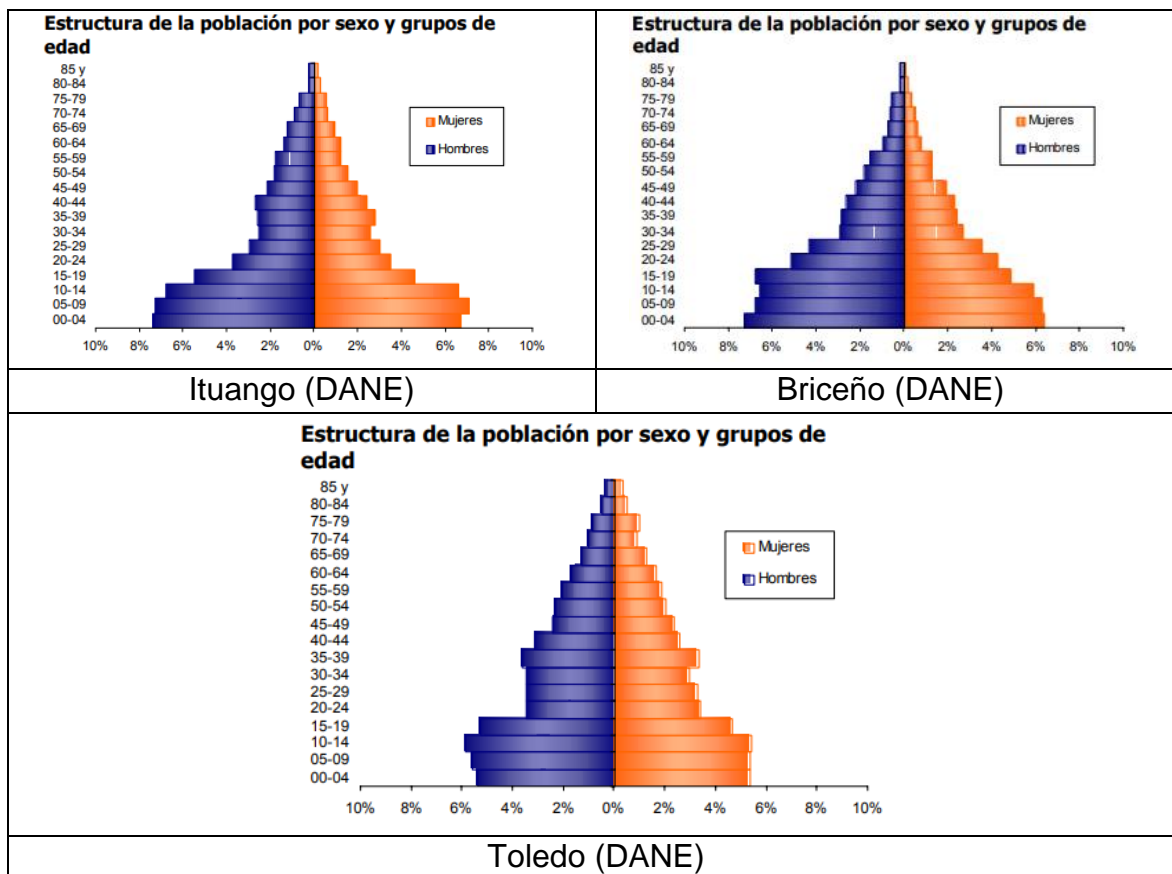 Estructura de la población por sexo y grupos de
edad
85 y
80-84
75-79
70-74
65-69
60-64
55-59
50-54
45-49
40-44
35-39
30-34
25-29
20-24
15-19
10-14
05-09
00-04
Mujeres
Hombres
10% 8% 6% 4% 2% 0% 2% 4% 6% 8% 10%
Ituango (DANE)
Estructura de la población por sexo y grupos de
edad
85 y
80-84
75-79
70-74
65-69
60-64
55-59
50-54
45-49
40-44
35-39
30-34
25-29
20-24
15-19
10-14
05-09
00-04
Mujeres
Hombres
10% 8% 6% 4% 2% 0% 2% 4% 6% 8% 10%
Briceño (DANE)
Estructura de la población por sexo y grupos de
edad
85 y
80-84
75-79
70-74
65-69
60-64
55-59
50-54
45-49
40-44
35-39
30-34
25-29
20-24
15-19
10-14
05-09
00-04
Mujeres
Hombres
10% 8% 6% 4% 2% 0% 2% 4% 6% 8% 10%
Toledo (DANE)